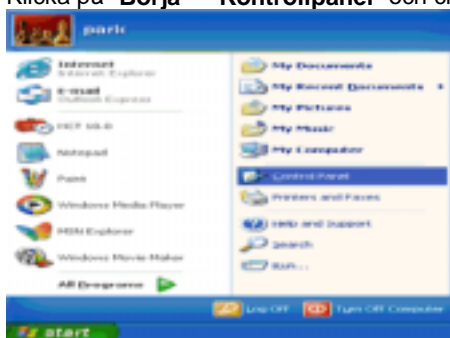 Klicka på "Börja" "Kontrollpanel" och
park
Internet
Internet Explorer
E-mail
Outlook Express
Notepad
Paint
Windows Media Player
MSN Explorer
Windows Movie Maker
All Programs
My Documents
My Recent Documents
My Pictures
My Music
My Computer
Control Panel
Printers and Faxes
Help and Support
Search
Run...
Log Off
Turn Off Computer
start